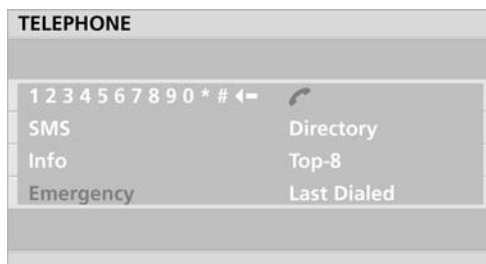 TELEPHONE
1 2 3 4 5 6 7 8 9 0 * #
SMS Directory
Info Top-8
Emergency Last Dialed